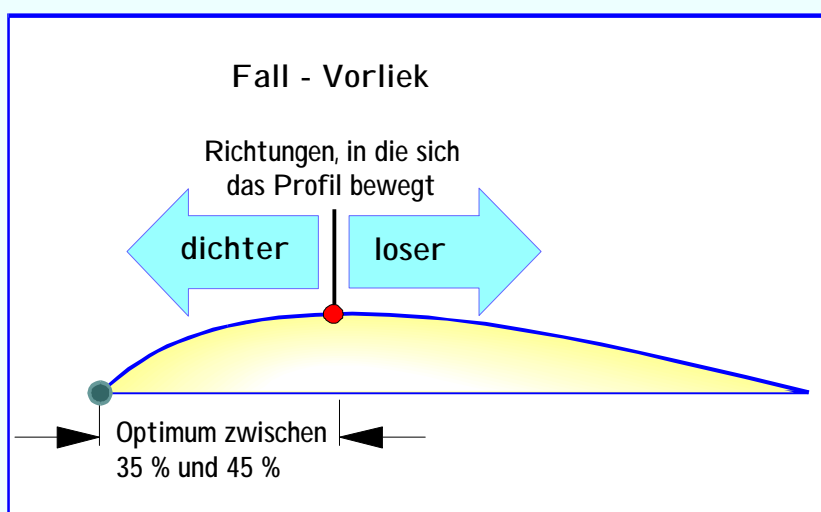 Fall - Vorliek
Richtungen, in die sich
das Profil bewegt
dichter
loser
Optimum zwischen
35 % und 45 %